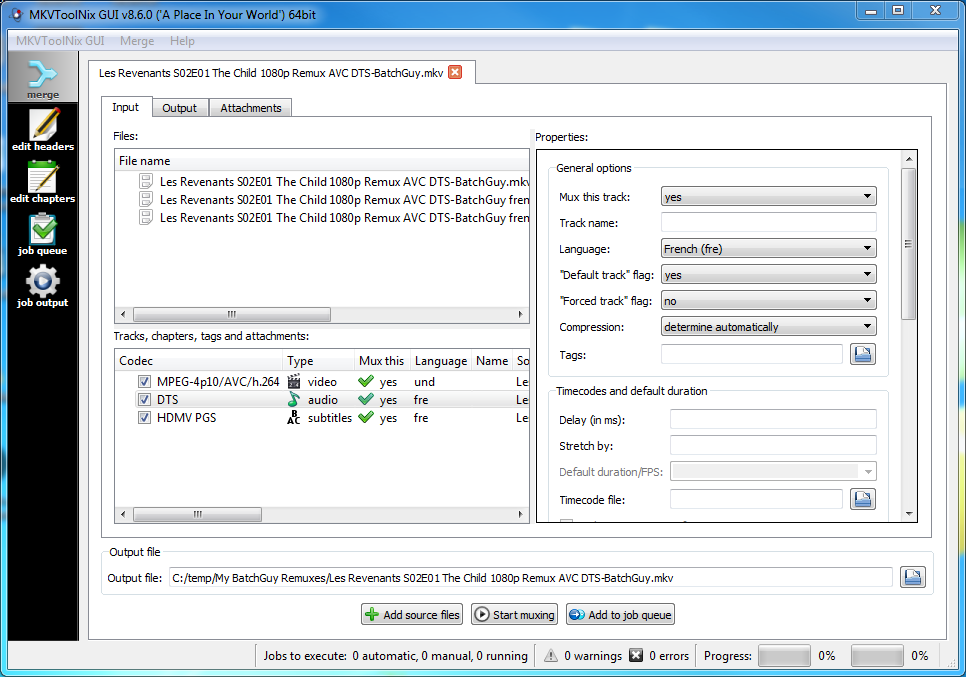 MKVToolNix GUI v8.6.0 ('A Place In Your World') 64bit
MKVToolNix GUI Merge Help
merge
edit headers
edit chapters
job queue
job output
Les Revenants S02E01 The Child 1080p Remux AVC DTS-BatchGuy.mkv
Input Output Attachments
Files:
File name
Les Revenants S02E01 The Child 1080p Remux AVC DTS-BatchGuy.mkv
Les Revenants S02E01 The Child 1080p Remux AVC DTS-BatchGuy fren
Les Revenants S02E01 The Child 1080p Remux AVC DTS-BatchGuy fren
Tracks, chapters, tags and attachments:
Codec Type Mux this Language Name So
MPEG-4p10/AVC/h.264 video yes und Le
DTS audio yes fre Le
HDMV PGS subtitles yes fre Le
Properties:
General options
Mux this track: yes
Track name:
Language: French (fre)
"Default track" flag: yes
"Forced track" flag: no
Compression: determine automatically
Tags:
Timecodes and default duration
Delay (in ms):
Stretch by:
Default duration/FPS:
Timecode file:
Output file
Output file: C:/temp/My BatchGuy Remuxes/Les Revenants S02E01 The Child 1080p Remux AVC DTS-BatchGuy.mkv
Add source files Start muxing Add to job queue
Jobs to execute: 0 automatic, 0 manual, 0 running 0 warnings 0 errors Progress: 0% 0%